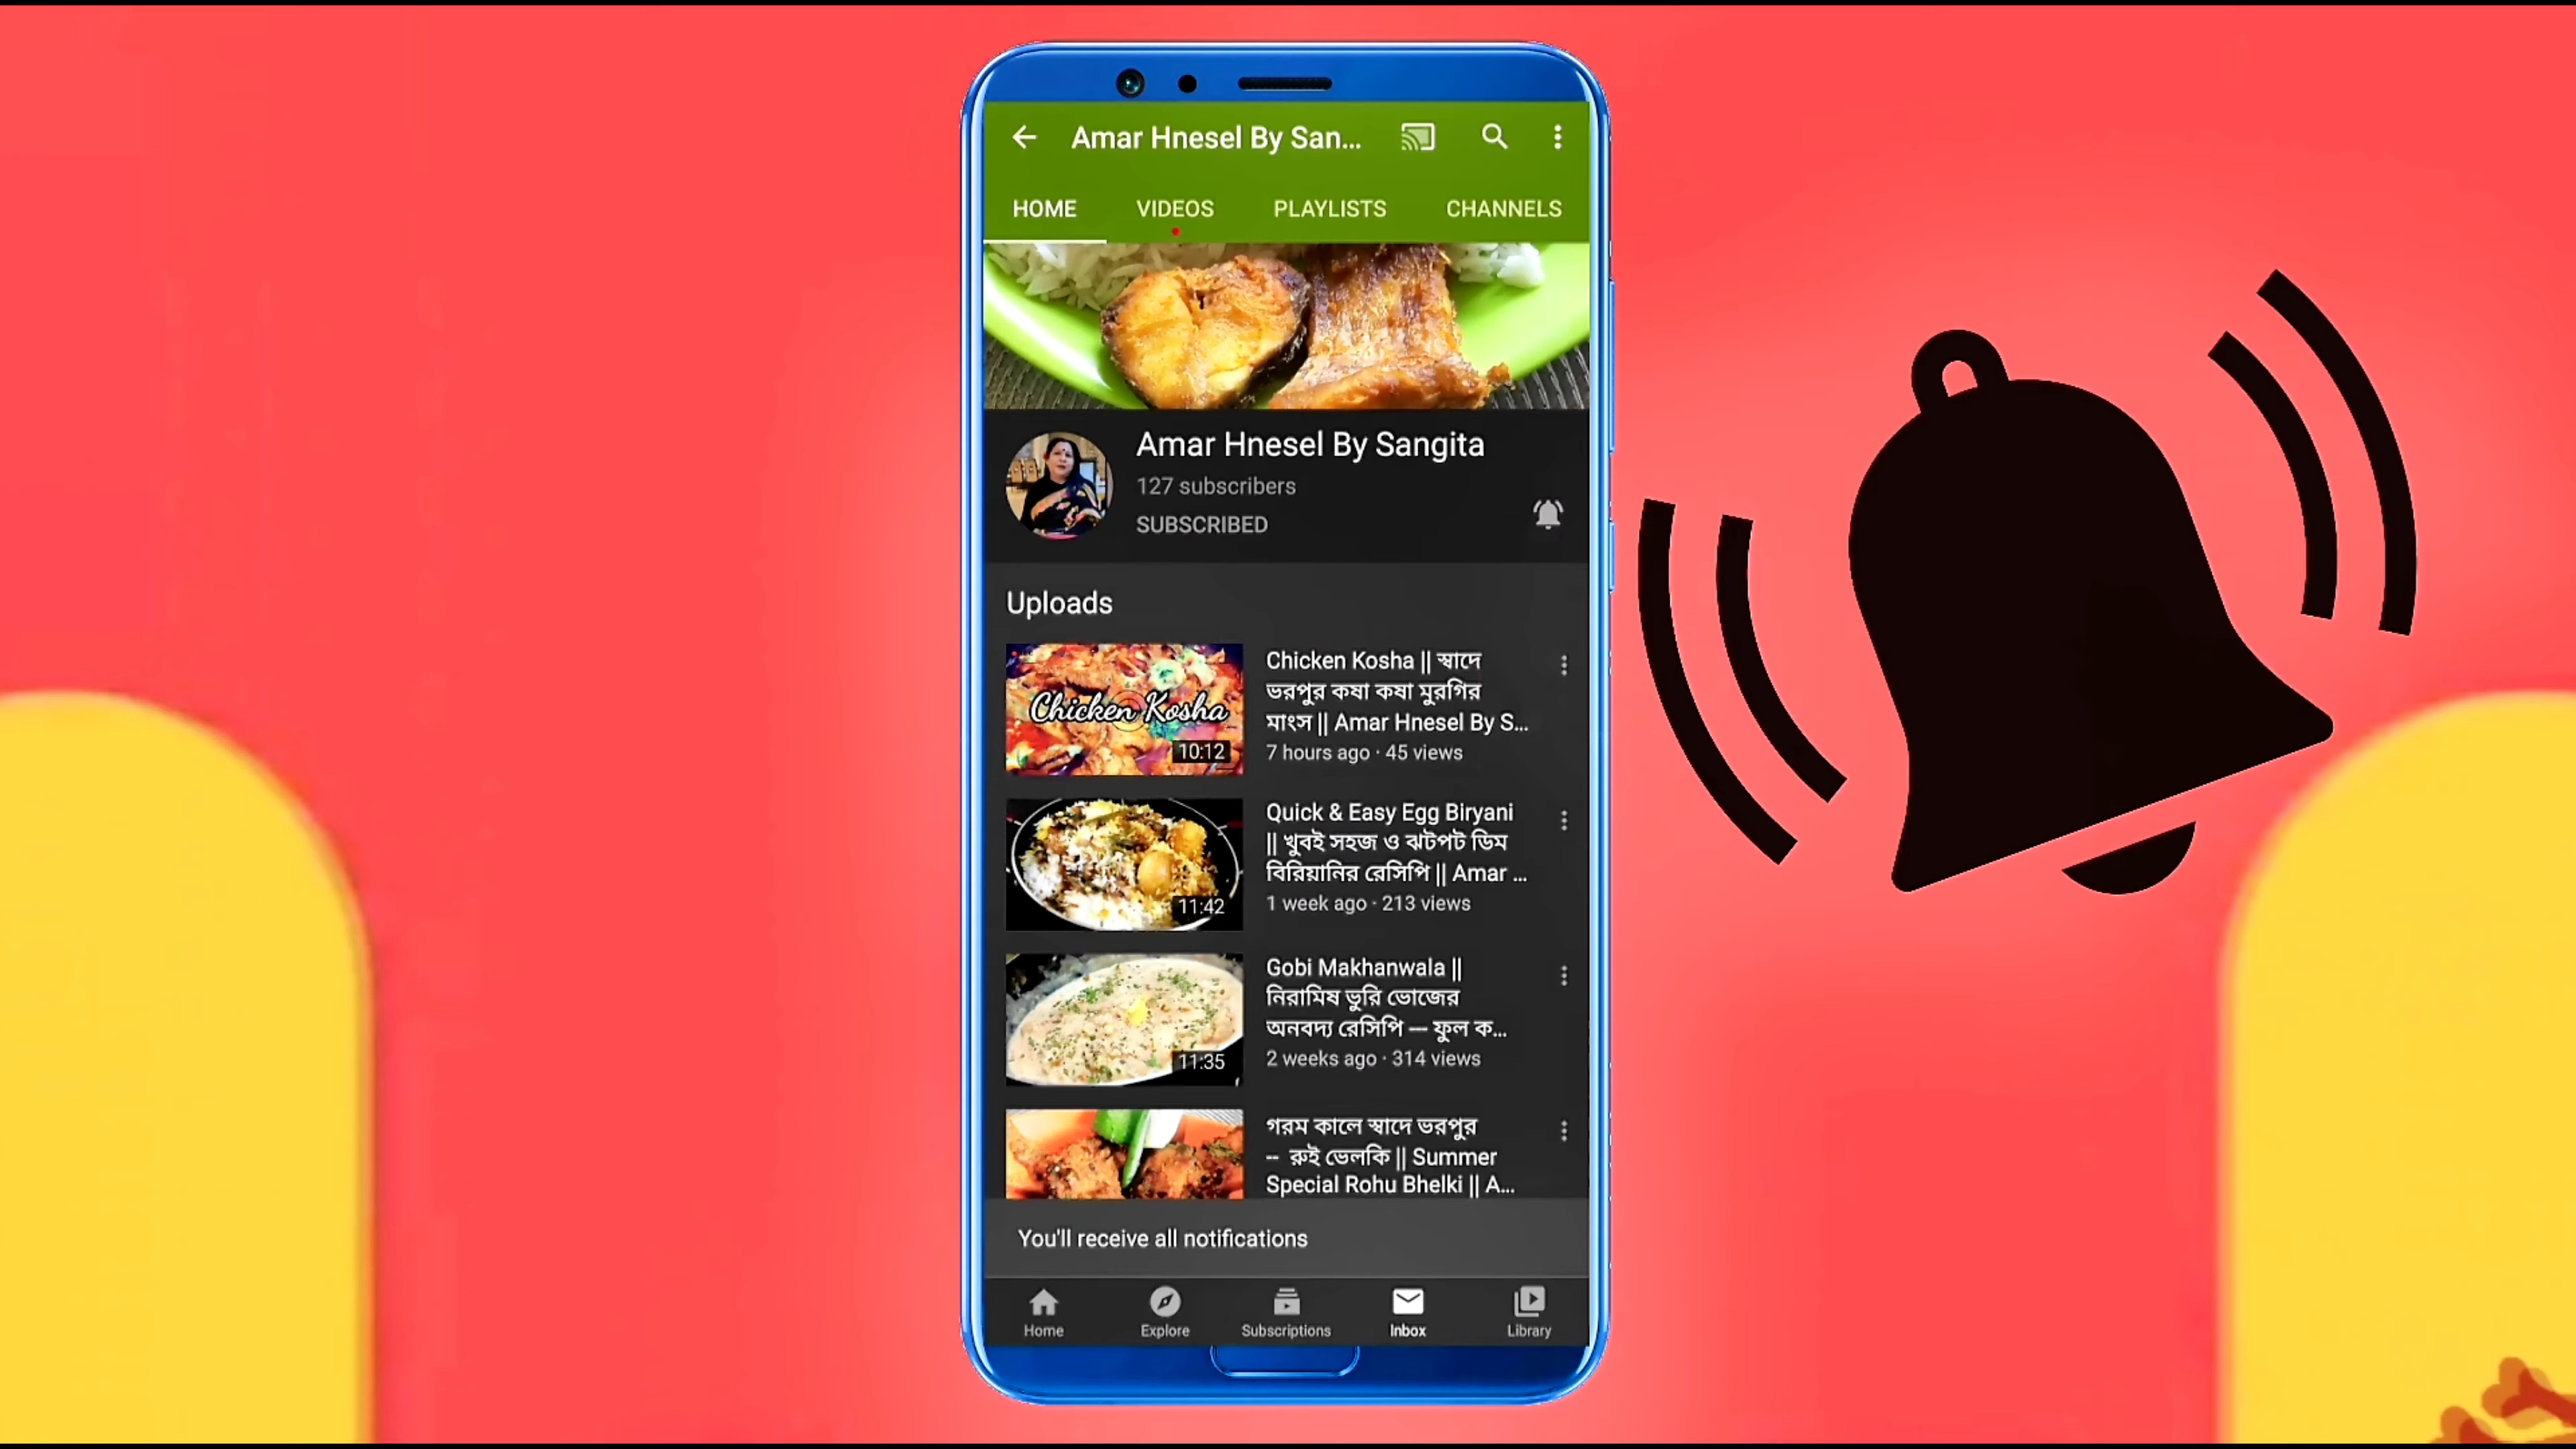 Amar Hnesel By San...
HOME VIDEOS PLAYLISTS CHANNELS
Amar Hnesel By Sangita
127 subscribers
SUBSCRIBED
Uploads
Chicken Kosha
10:12
Chicken Kosha || স্বাদে
ভরপুর কষা কষা মুরগির
মাংস || Amar Hnesel By S...
7 hours ago · 45 views
11:42
Quick & Easy Egg Biryani
|| খুবই সহজ ও ঝটপট ডিম
বিরিয়ানির রেসিপি || Amar ...
1 week ago · 213 views
11:35
Gobi Makhanwala ||
নিরামিষ ভুরি ভোজের
অনবদ্য রেসিপি --- ফুল ক...
2 weeks ago · 314 views
গরম কালে স্বাদে ভরপুর
-- রুই ভেলকি || Summer
Special Rohu Bhelki || A...
You'll receive all notifications
Home Explore Subscriptions Inbox Library